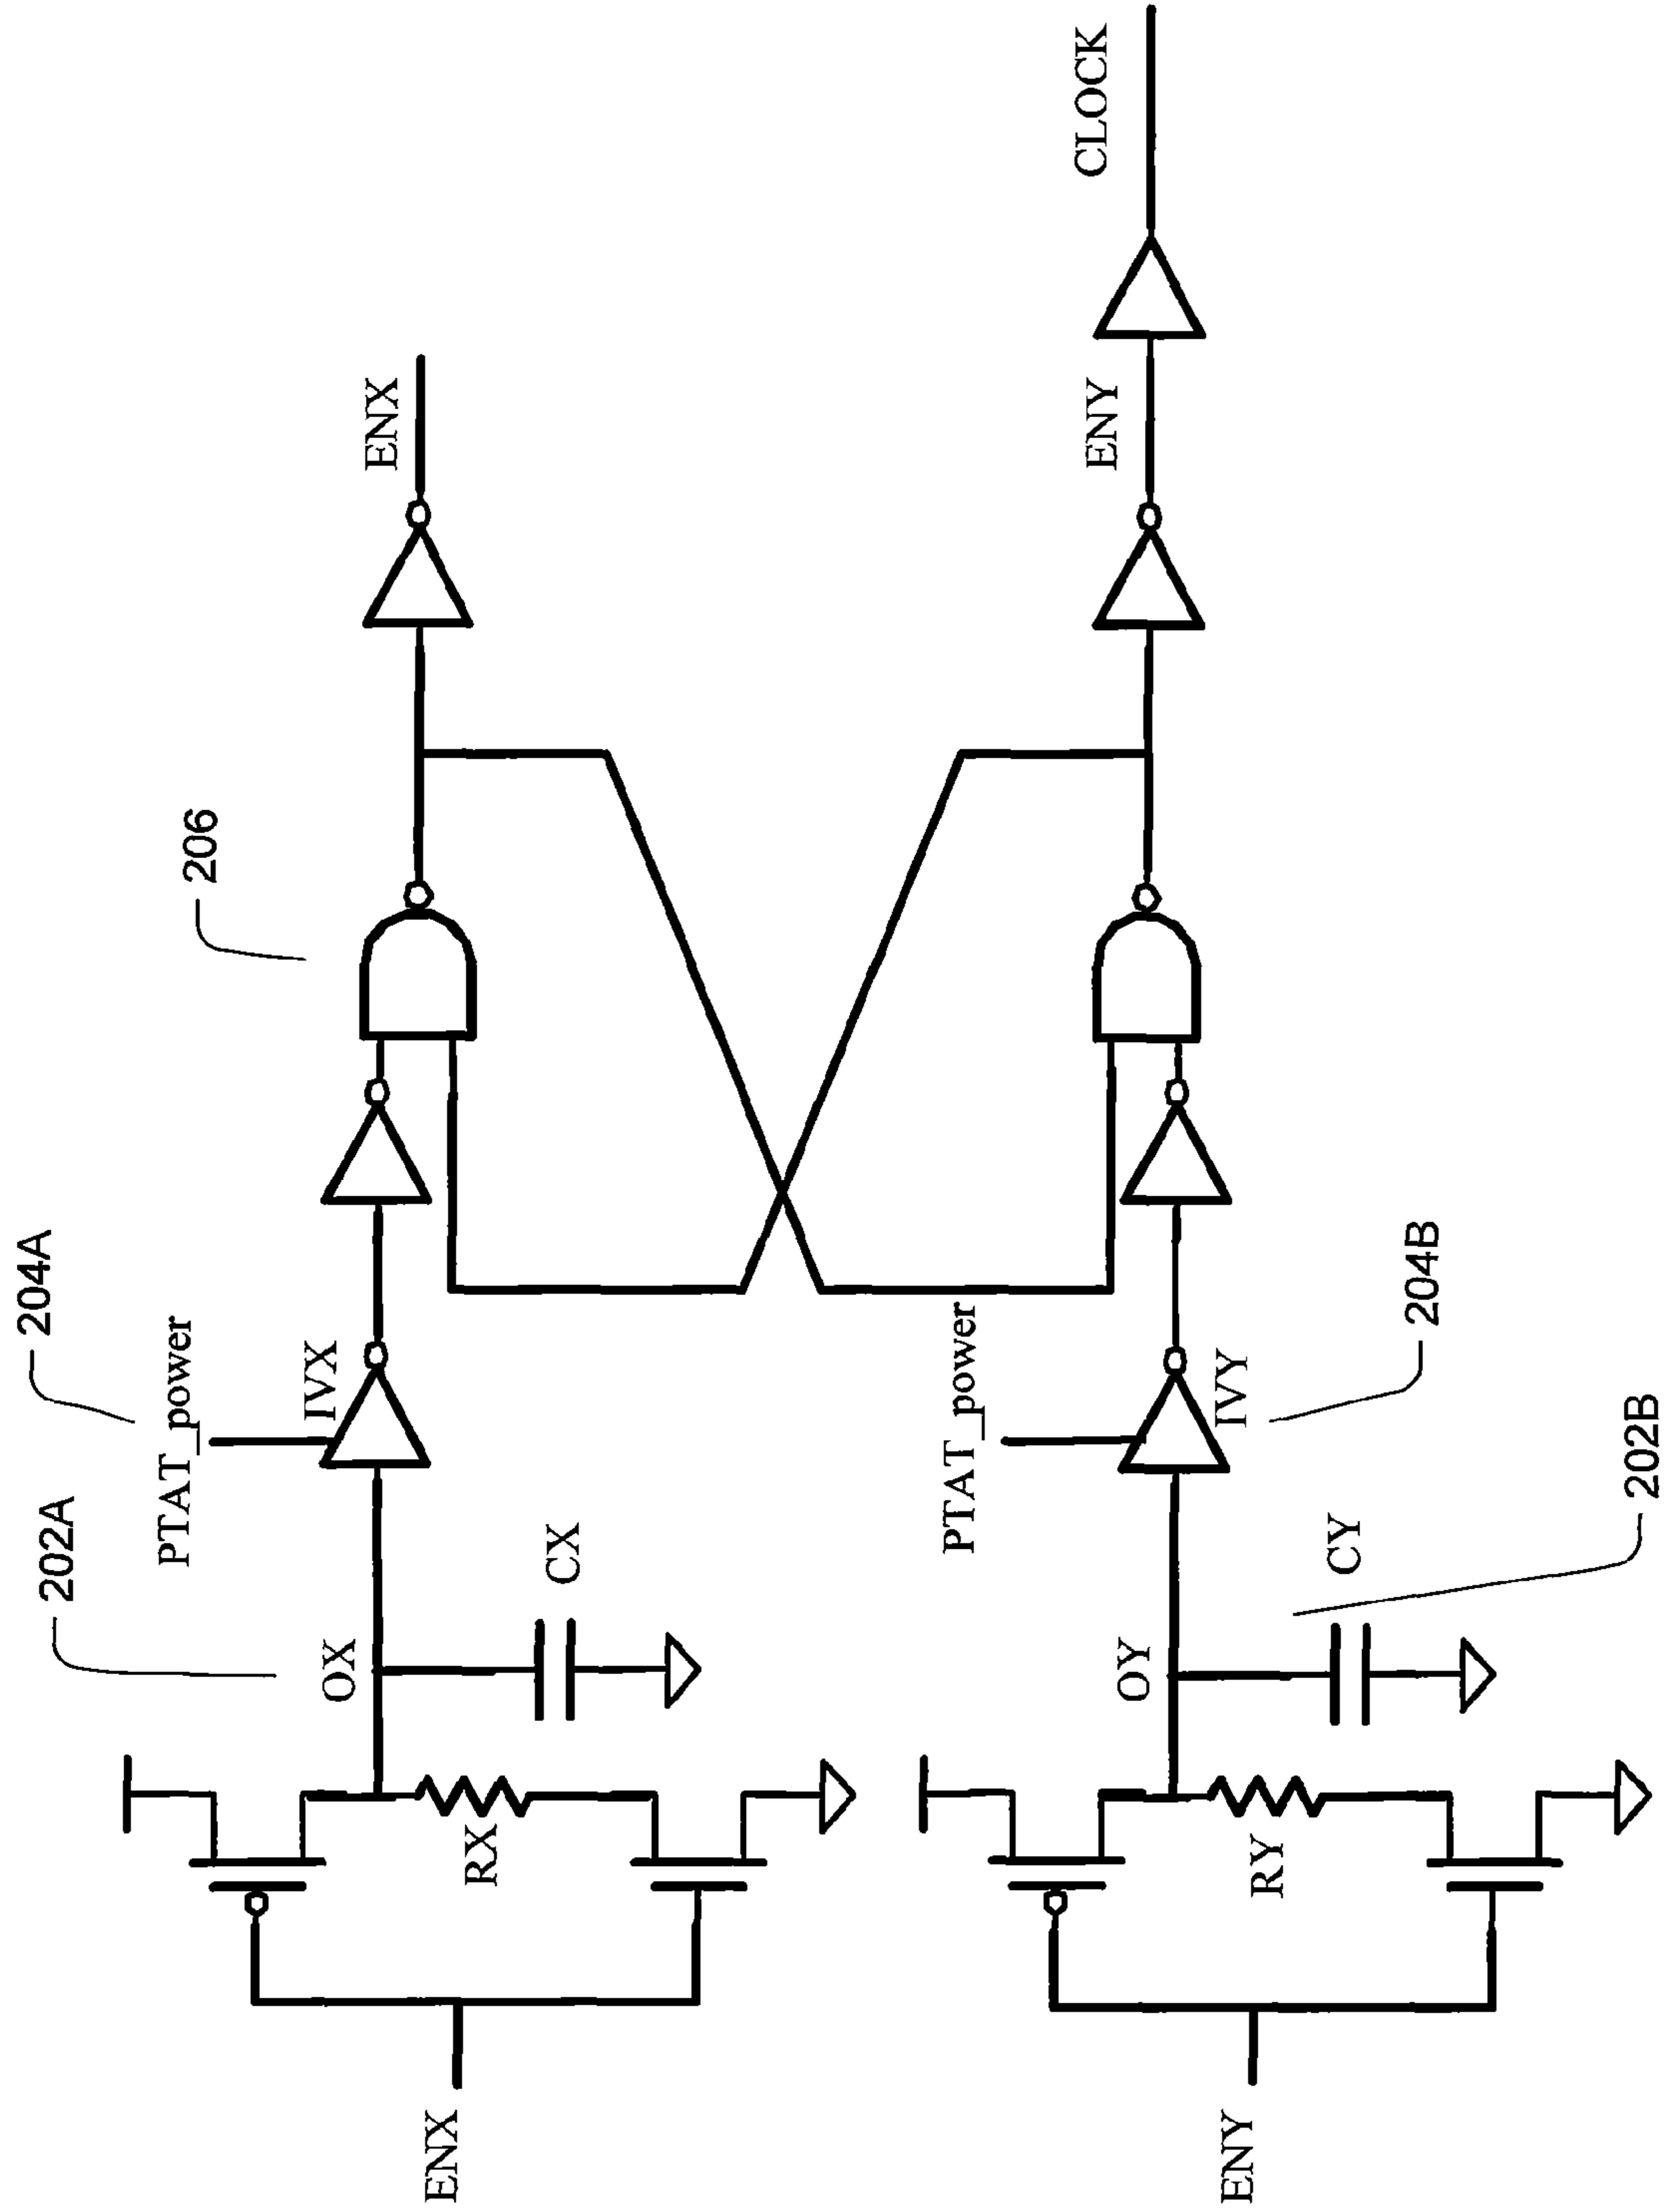 204A
PTAT_power
IVX
202A
OX
CX
RX
ENX
206
ENX
PTAT_power
IVY
204B
OY
CY
202B
RY
ENY
ENY
CLOCK